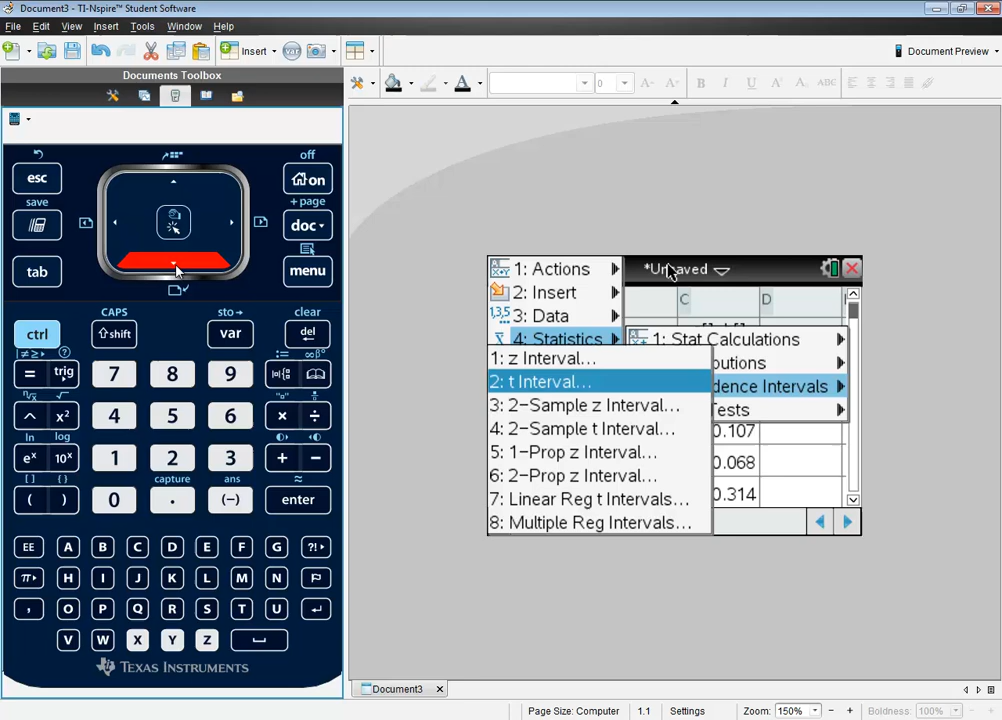 Document3 - TI-Nspire™ Student Software
File Edit View Insert Tools Window Help
Insert var Document Preview
Documents Toolbox
0 A- A+ B I U A A. ABC
off
esc on
save + page
doc
tab menu
CAPS sto→ clear
ctrl shift var del
|≠≥▸ ? := ∞β°
= trig 7 8 9
n√x √
^ x² 4 5 6 × ÷
ln log
eˣ 10ˣ 1 2 3 + −
[ ] { } capture ans ≈
( ) 0 . (−) enter
EE A B C D E F ?!▸
π▸ H I J K L M
, O P Q R S T U
V W X Y Z
TEXAS INSTRUMENTS
1: Actions *Unsaved
2: Insert C D
3: Data
4: Statistics 1: Stat Calculations
1: z Interval...
2: t Interval... dence Intervals
3: 2−Sample z Interval... Tests
4: 2−Sample t Interval... 0.107
5: 1−Prop z Interval... 0.068
6: 2−Prop z Interval...
7: Linear Reg t Intervals... 0.314
8: Multiple Reg Intervals...
Document3
Page Size: Computer 1.1 Settings Zoom: 150% − + Boldness: 100% − +